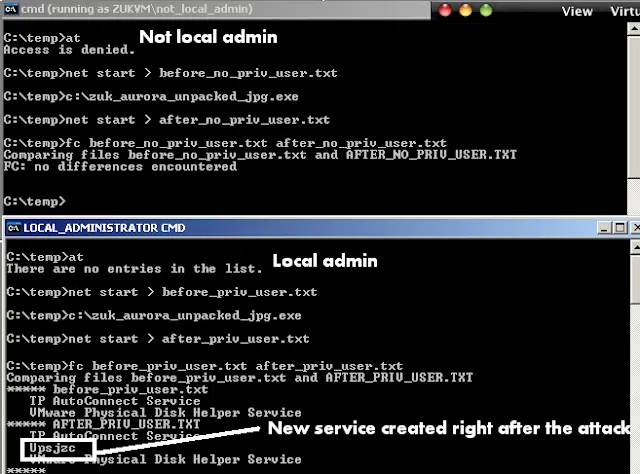 cmd (running as ZUKVM\not_local_admin)
View Virtu
C:\temp>at
Not local admin
Access is denied.
C:\temp>net start > before_no_priv_user.txt
C:\temp>c:\zuk_aurora_unpacked_jpg.exe
C:\temp>net start > after_no_priv_user.txt
C:\temp>fc before_no_priv_user.txt after_no_priv_user.txt
Comparing files before_no_priv_user.txt and AFTER_NO_PRIV_USER.TXT
FC: no differences encountered
C:\temp>
LOCAL_ADMINISTRATOR CMD
C:\temp>at
There are no entries in the list.
Local admin
C:\temp>net start > before_priv_user.txt
C:\temp>c:\zuk_aurora_unpacked_jpg.exe
C:\temp>net start > after_priv_user.txt
C:\temp>fc before_priv_user.txt after_priv_user.txt
Comparing files before_priv_user.txt and AFTER_PRIV_USER.TXT
***** before_priv_user.txt
TP AutoConnect Service
VMware Physical Disk Helper Service
***** AFTER_PRIV_USER.TXT
TP AutoConnect Service
New service created right after the attack
Upsjzc
VMware Physical Disk Helper Service
*****